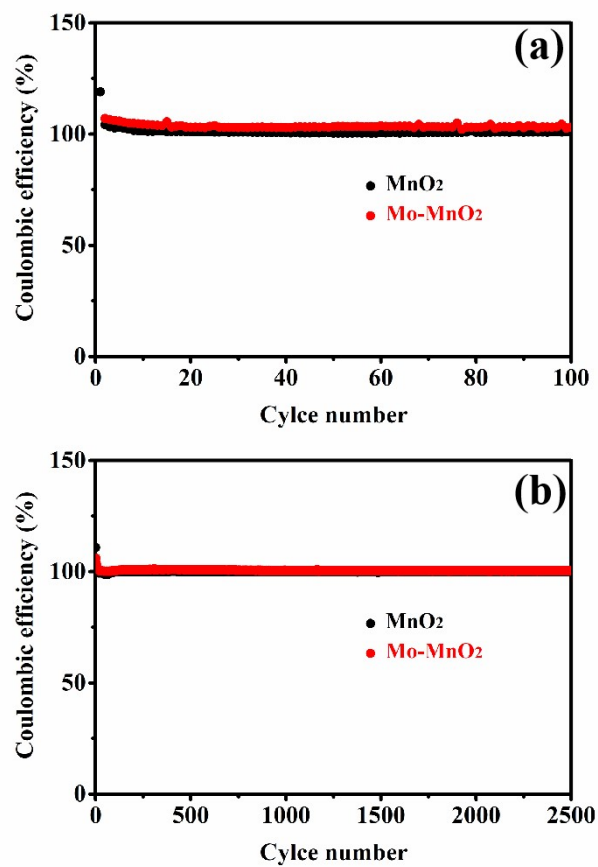 150
(a)
100
50
0
Coulombic efficiency (%)
MnO2
Mo-MnO2
0 20 40 60 80 100
Cylce number
150
(b)
100
50
0
Coulombic efficiency (%)
MnO2
Mo-MnO2
0 500 1000 1500 2000 2500
Cylce number